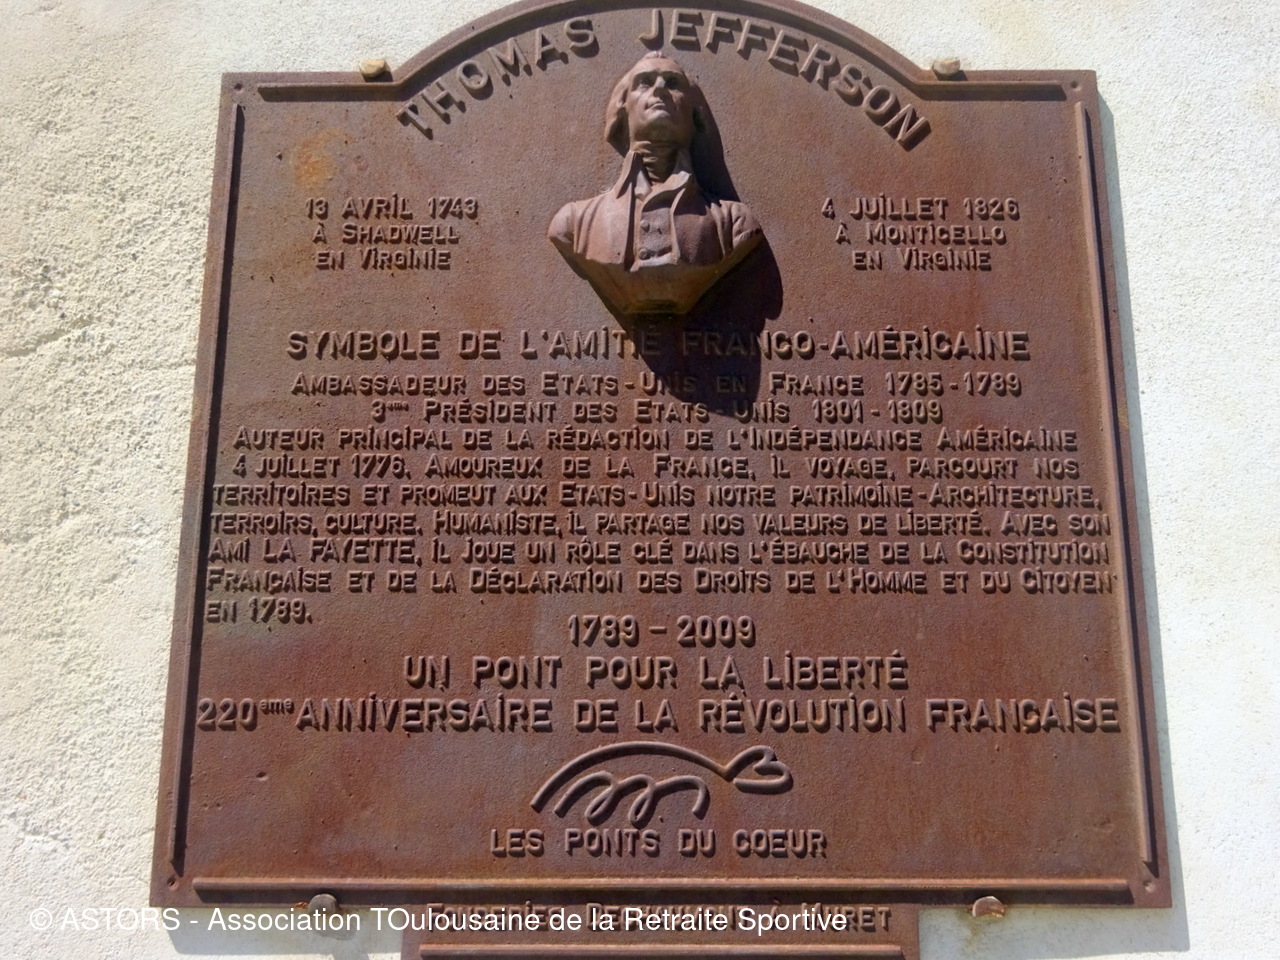 THOMAS JEFFERSON
13 AVRIL 1743
À SHADWELL
EN VIRGINIE
4 JUILLET 1826
À MONTICELLO
EN VIRGINIE
SYMBOLE DE L'AMITIÉ FRANCO-AMÉRICAINE
AMBASSADEUR DES ETATS-UNIS EN FRANCE 1785-1789
3eme PRÉSIDENT DES ETATS UNIS 1801-1809
AUTEUR PRINCIPAL DE LA RÉDACTION DE L'INDÉPENDANCE AMÉRICAINE
4 JUILLET 1776, AMOUREUX DE LA FRANCE, IL VOYAGE, PARCOURT NOS
TERRITOIRES ET PROMEUT AUX ETATS-UNIS NOTRE PATRIMOINE-ARCHITECTURE,
TERROIRS, CULTURE, HUMANISTE, IL PARTAGE NOS VALEURS DE LIBERTÉ. AVEC SON
AMI LA FAYETTE, IL JOUE UN RÔLE CLÉ DANS L'ÉBAUCHE DE LA CONSTITUTION
FRANÇAISE ET DE LA DÉCLARATION DES DROITS DE L'HOMME ET DU CITOYEN
EN 1789.
1789 - 2009
UN PONT POUR LA LIBERTÉ
220eme ANNIVERSAIRE DE LA RÊVOLUTION FRANÇAISE
LES PONTS DU COEUR
À MURET
© ASTORS - Association TOulousaine de la Retraite Sportive